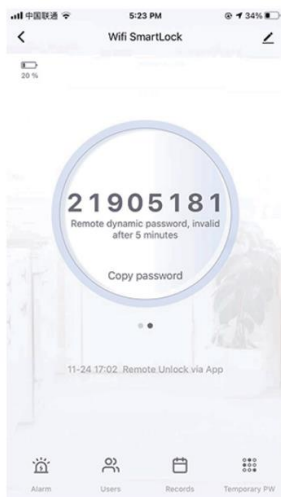 中国联通 5:23 PM 34%
Wifi SmartLock
20 %
21905181
Remote dynamic password, invalid
after 5 minutes
Copy password
11-24 17:02 Remote Unlock via App
Alarm Users Records Temporary PW